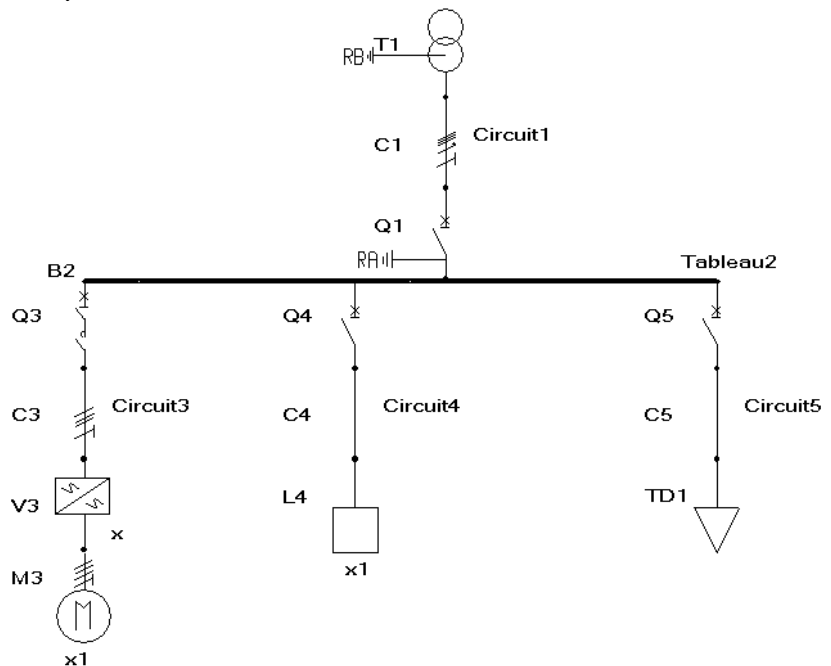 T1
RB
C1 Circuit1
Q1
RA
B2 Tableau2
Q3 Q4 Q5
C3 Circuit3 C4 Circuit4 C5 Circuit5
V3 L4 TD1
x
M3 x1
M
x1